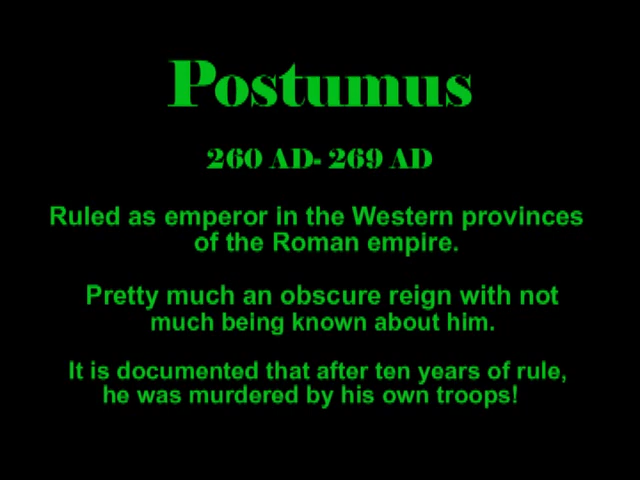 Postumus
260 AD- 269 AD
Ruled as emperor in the Western provinces
of the Roman empire.
Pretty much an obscure reign with not
much being known about him.
It is documented that after ten years of rule,
he was murdered by his own troops!